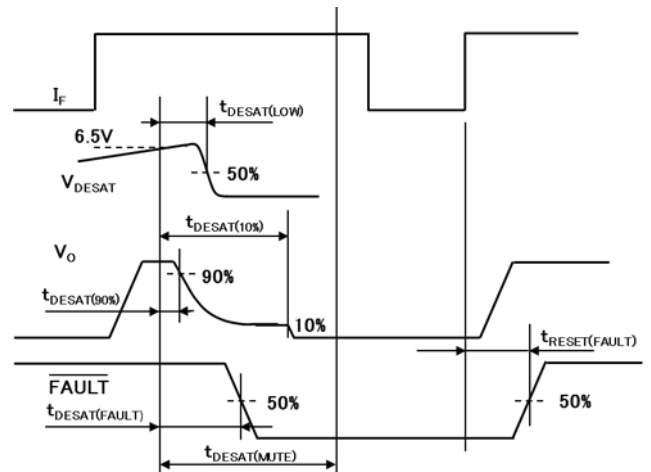 I_F
t_DESAT(LOW)
6.5V
50%
V_DESAT
t_DESAT(10%)
V_O
90%
t_DESAT(90%)
10%
t_RESET(FAULT)
FAULT
50%
50%
t_DESAT(FAULT)
t_DESAT(MUTE)